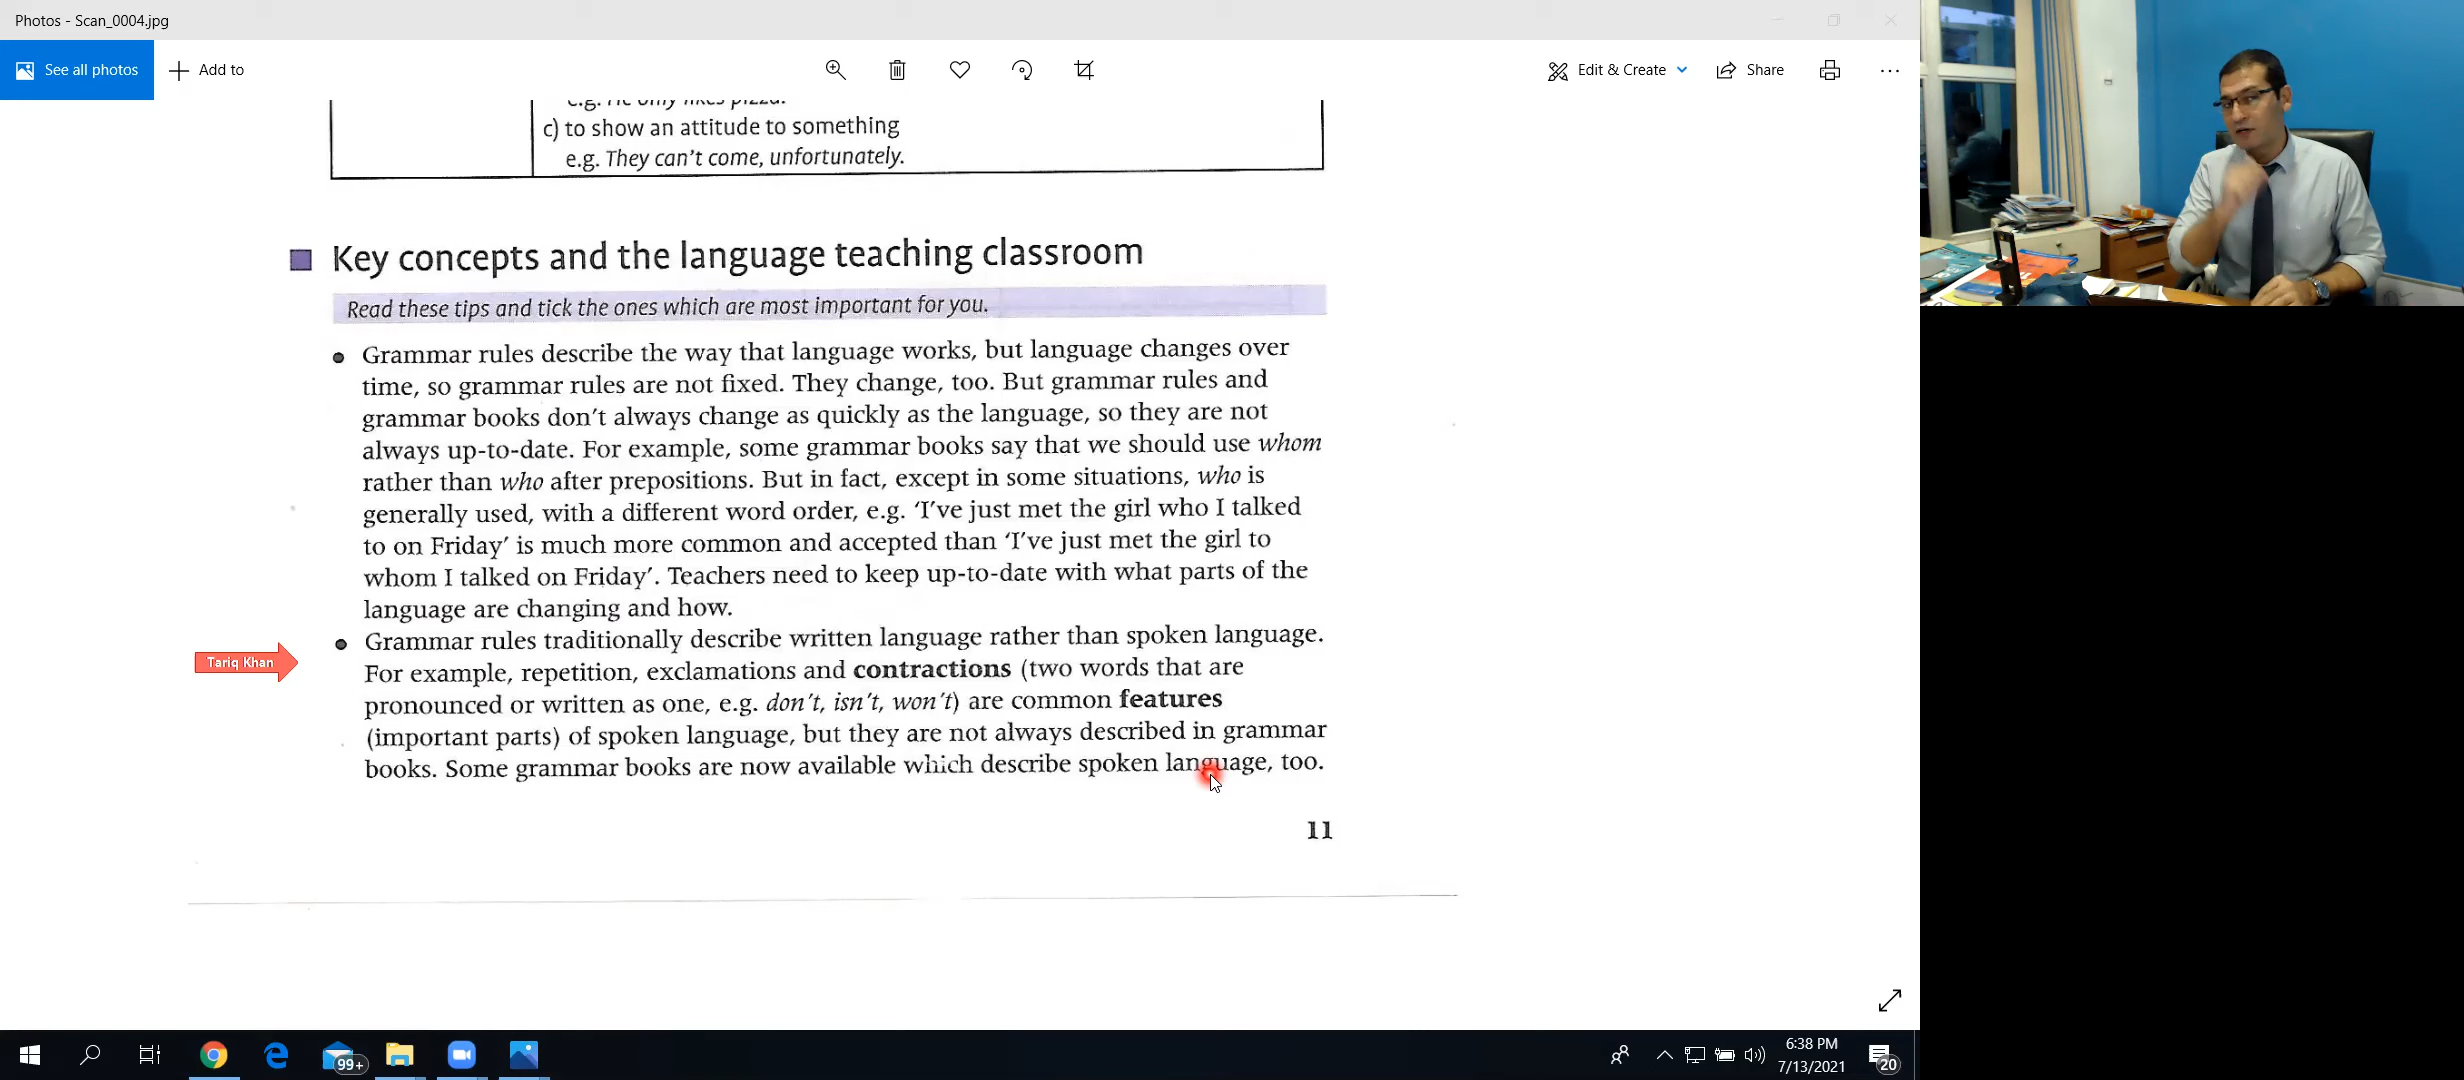 Photos - Scan_0004.jpg
See all photos
Add to
Edit & Create
Share
e.g. He only likes pizza.
c) to show an attitude to something
e.g. They can't come, unfortunately.
Key concepts and the language teaching classroom
Read these tips and tick the ones which are most important for you.
Grammar rules describe the way that language works, but language changes over
time, so grammar rules are not fixed. They change, too. But grammar rules and
grammar books don't always change as quickly as the language, so they are not
always up-to-date. For example, some grammar books say that we should use whom
rather than who after prepositions. But in fact, except in some situations, who is
generally used, with a different word order, e.g. 'I've just met the girl who I talked
to on Friday' is much more common and accepted than 'I've just met the girl to
whom I talked on Friday'. Teachers need to keep up-to-date with what parts of the
language are changing and how.
Grammar rules traditionally describe written language rather than spoken language.
Tariq Khan
For example, repetition, exclamations and contractions (two words that are
pronounced or written as one, e.g. don't, isn't, won't) are common features
(important parts) of spoken language, but they are not always described in grammar
books. Some grammar books are now available which describe spoken language, too.
11
99+
6:38 PM
7/13/2021
20